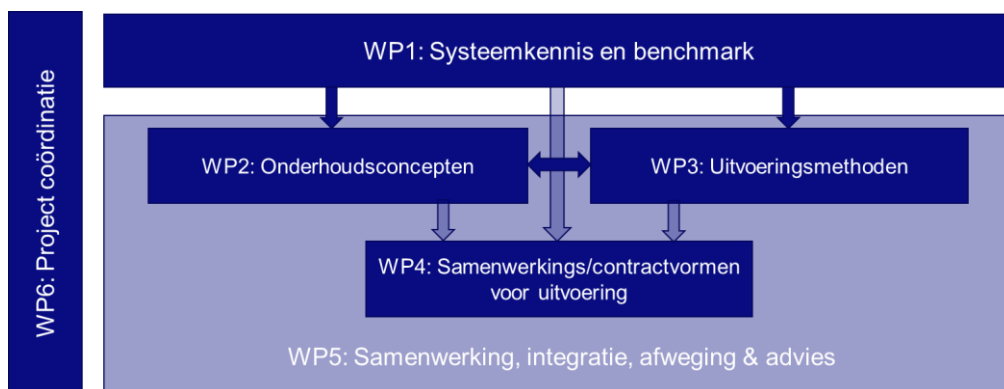 WP6: Project coördinatie
WP1: Systeemkennis en benchmark
WP2: Onderhoudsconcepten
WP3: Uitvoeringsmethoden
WP4: Samenwerkings/contractvormen
voor uitvoering
WP5: Samenwerking, integratie, afweging & advies